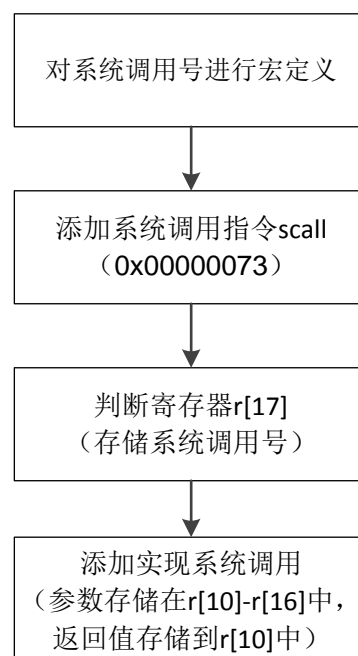 对系统调用号进行宏定义
添加系统调用指令scall
（0x00000073）
判断寄存器r[17]
（存储系统调用号）
添加实现系统调用
（参数存储在r[10]-r[16]中，
返回值存储到r[10]中）